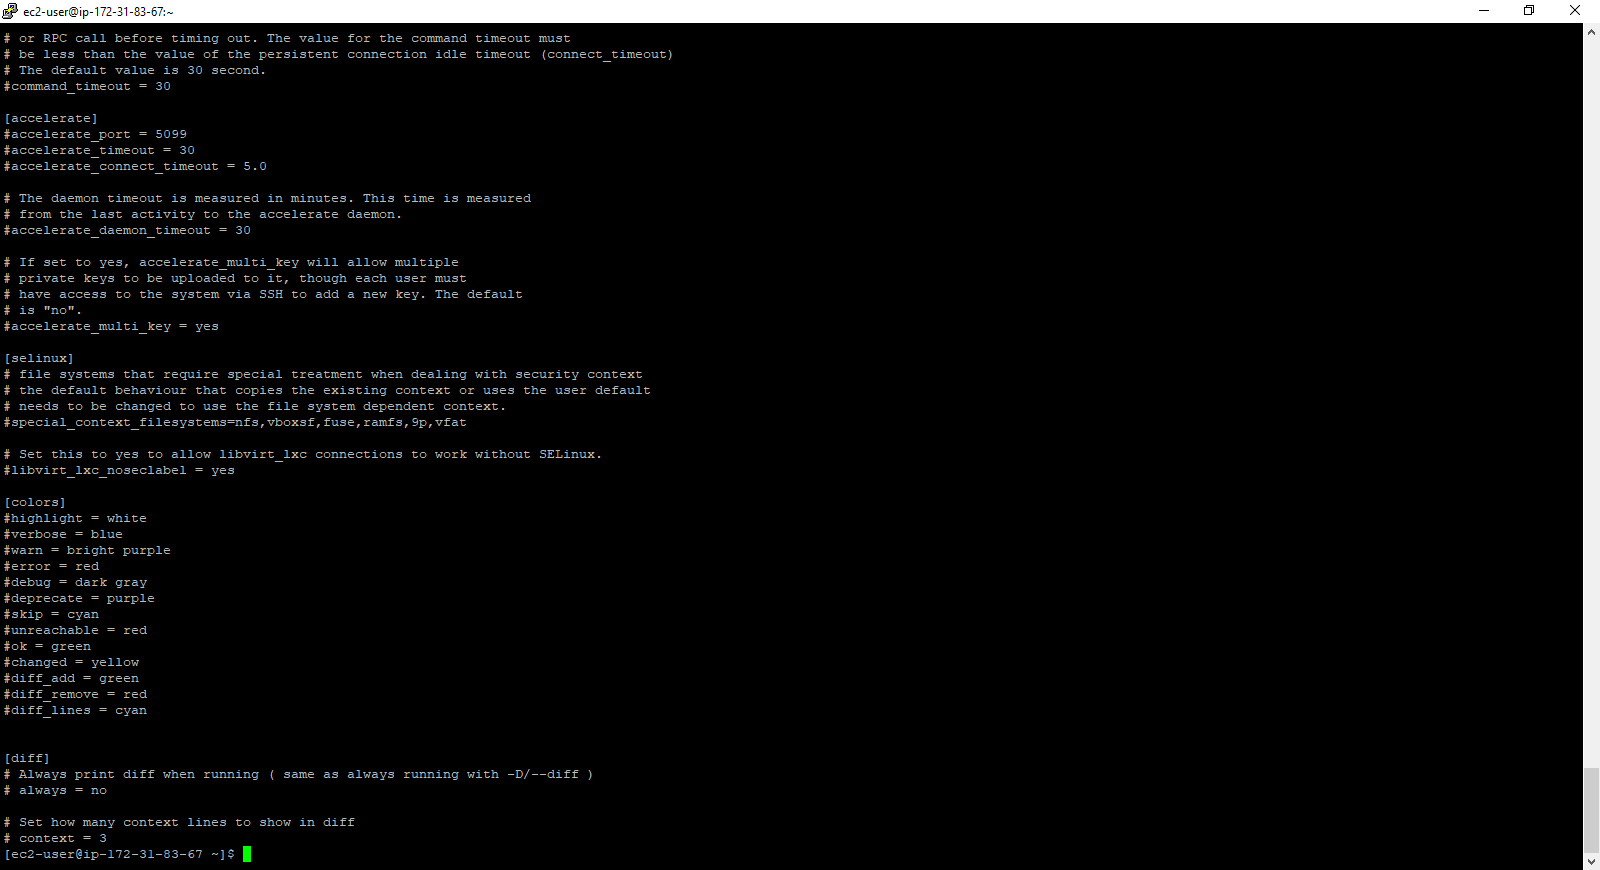 ec2-user@ip-172-31-83-67:~
# or RPC call before timing out. The value for the command timeout must
# be less than the value of the persistent connection idle timeout (connect_timeout)
# The default value is 30 second.
#command_timeout = 30
[accelerate]
#accelerate_port = 5099
#accelerate_timeout = 30
#accelerate_connect_timeout = 5.0
# The daemon timeout is measured in minutes. This time is measured
# from the last activity to the accelerate daemon.
#accelerate_daemon_timeout = 30
# If set to yes, accelerate_multi_key will allow multiple
# private keys to be uploaded to it, though each user must
# have access to the system via SSH to add a new key. The default
# is "no".
#accelerate_multi_key = yes
[selinux]
# file systems that require special treatment when dealing with security context
# the default behaviour that copies the existing context or uses the user default
# needs to be changed to use the file system dependent context.
#special_context_filesystems=nfs,vboxsf,fuse,ramfs,9p,vfat
# Set this to yes to allow libvirt_lxc connections to work without SELinux.
#libvirt_lxc_noseclabel = yes
[colors]
#highlight = white
#verbose = blue
#warn = bright purple
#error = red
#debug = dark gray
#deprecate = purple
#skip = cyan
#unreachable = red
#ok = green
#changed = yellow
#diff_add = green
#diff_remove = red
#diff_lines = cyan
[diff]
# Always print diff when running ( same as always running with -D/--diff )
# always = no
# Set how many context lines to show in diff
# context = 3
[ec2-user@ip-172-31-83-67 ~]$